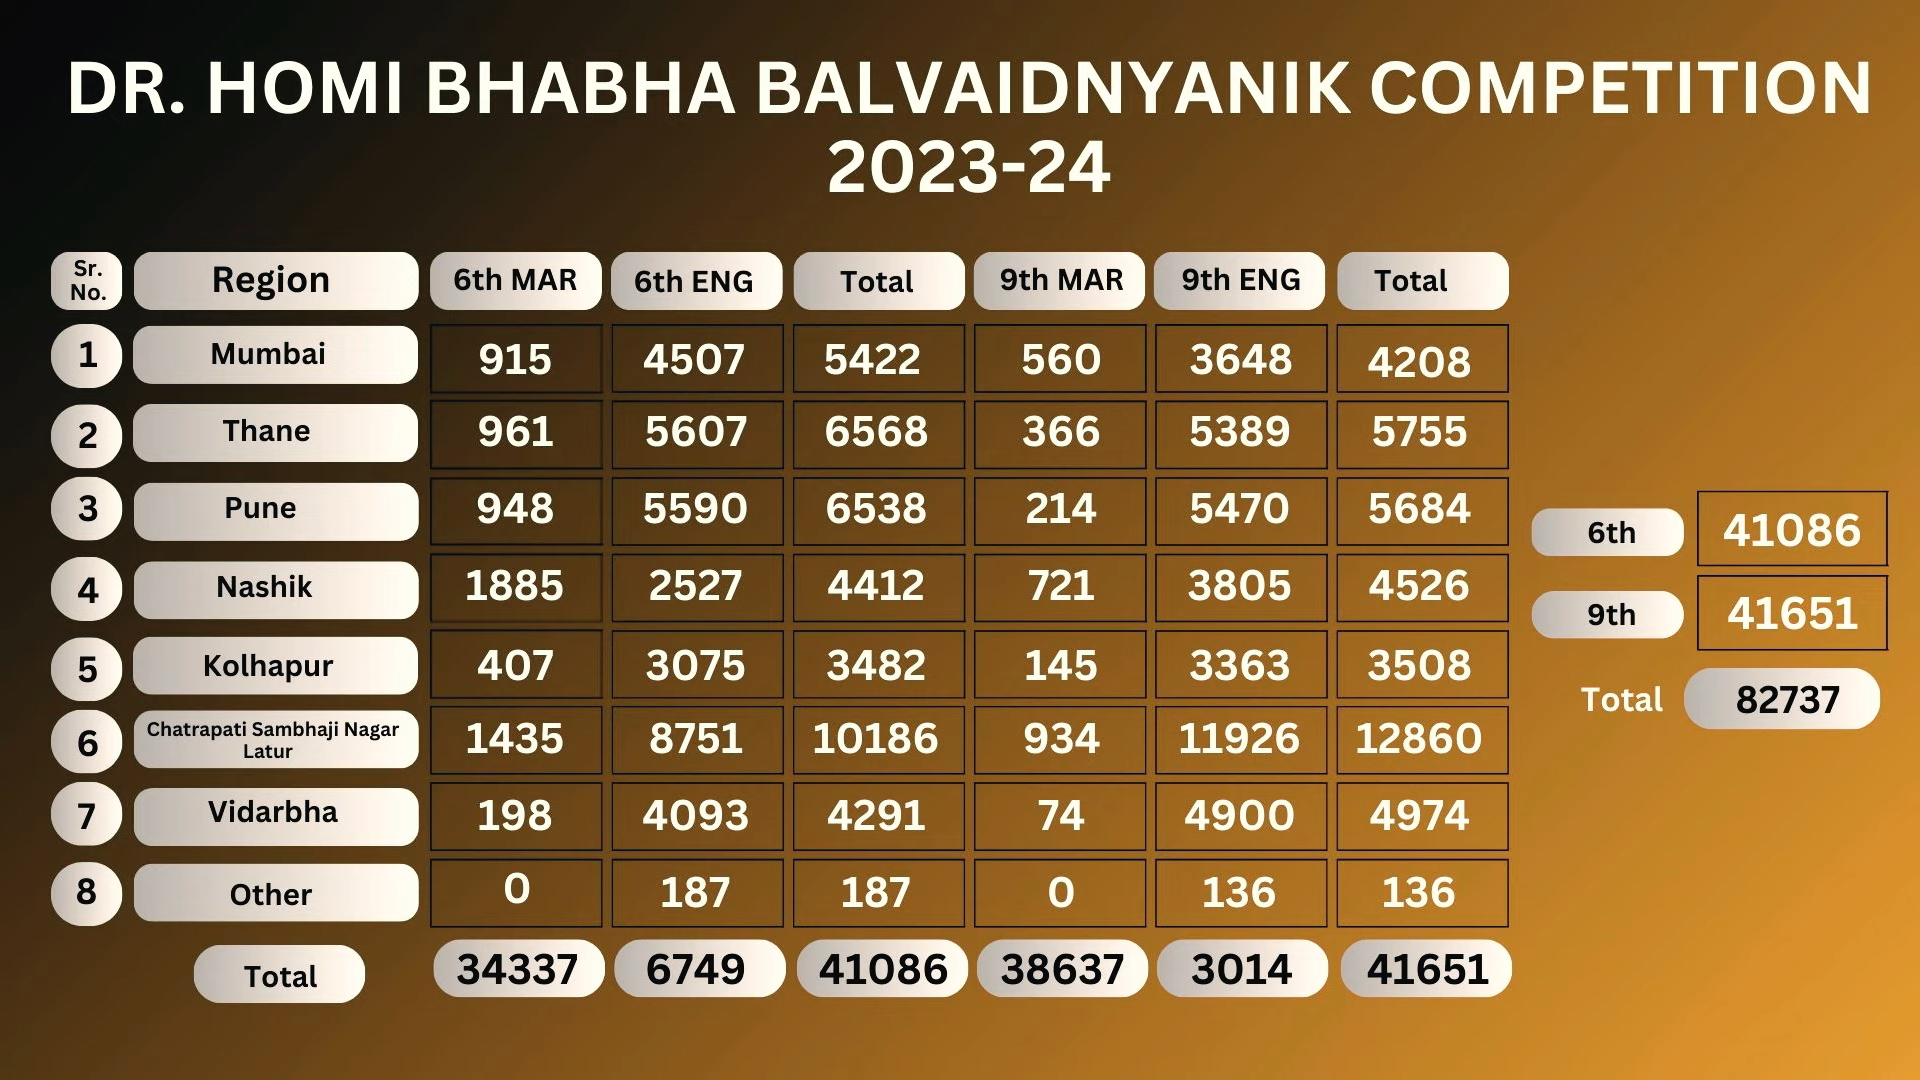 DR. HOMI BHABHA BALVAIDNYANIK COMPETITION
2023-24
Sr. No. Region 6th MAR 6th ENG Total 9th MAR 9th ENG Total
1 Mumbai 915 4507 5422 560 3648 4208
2 Thane 961 5607 6568 366 5389 5755
3 Pune 948 5590 6538 214 5470 5684
4 Nashik 1885 2527 4412 721 3805 4526
5 Kolhapur 407 3075 3482 145 3363 3508
6 Chatrapati Sambhaji Nagar Latur 1435 8751 10186 934 11926 12860
7 Vidarbha 198 4093 4291 74 4900 4974
8 Other 0 187 187 0 136 136
Total 34337 6749 41086 38637 3014 41651
6th 41086
9th 41651
Total 82737